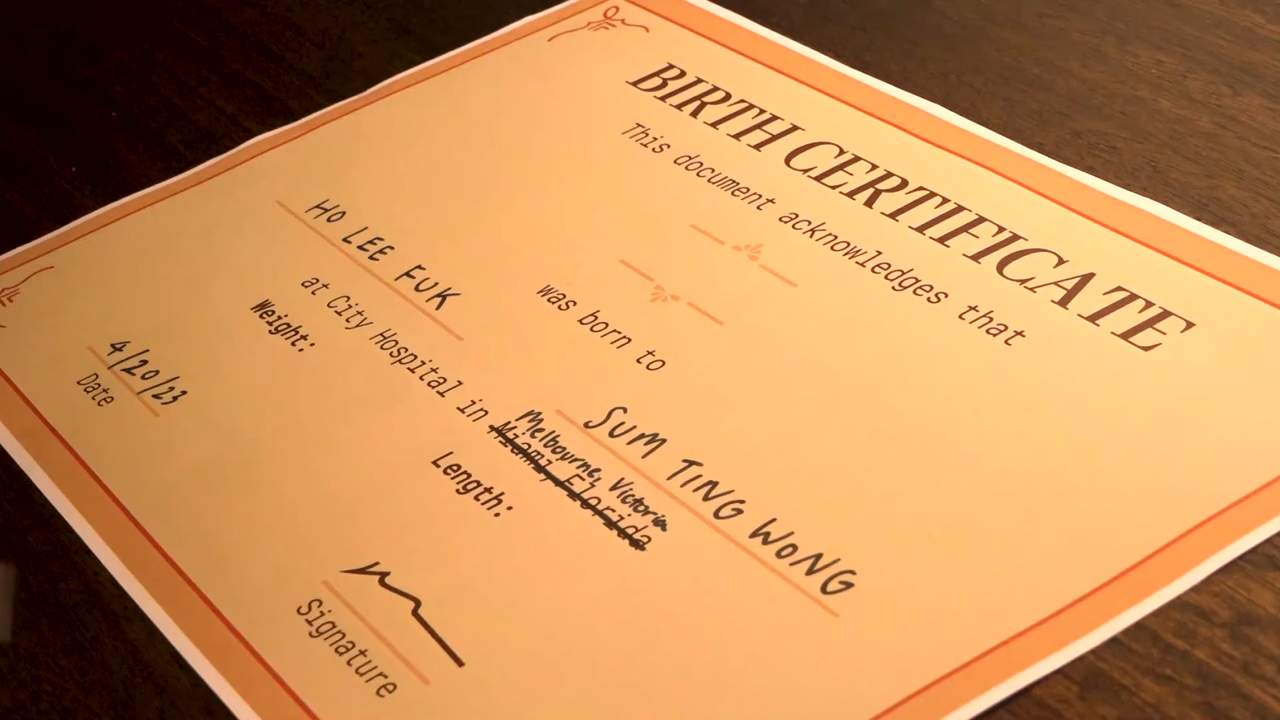 BIRTH CERTIFICATE
This document acknowledges that
was born to
HO LEE FUK
SUM TING WONG
at City Hospital in Miami, Florida
Melbourne, Victoria
Weight:
Length:
4/20/23
Date
Signature